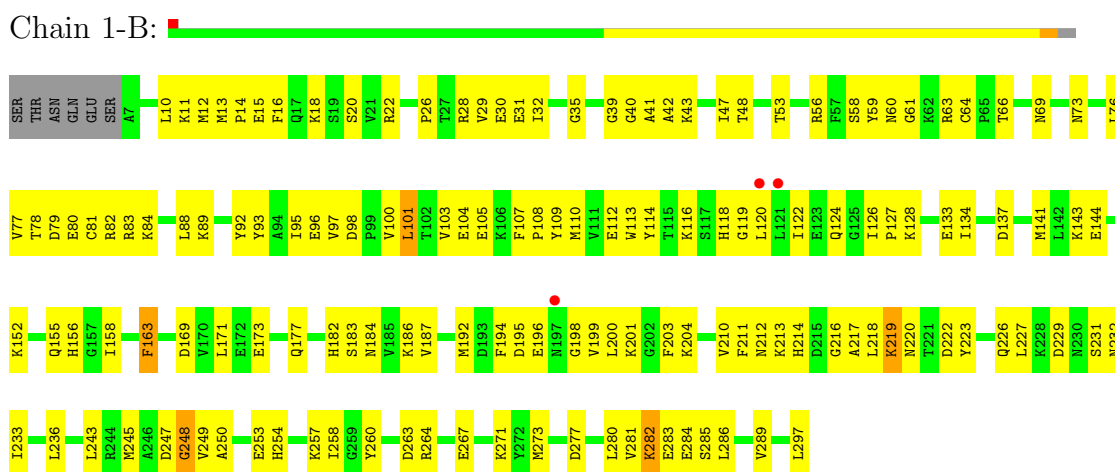 Chain 1-B:
SER THR ASN GLN GLU SER A7 L10 K11 M12 M13 P14 E15 F16 Q17 K18 S19 S20 V21 R22 P26 T27 R28 V29 E30 E31 I32 G35 G39 G40 A41 A42 K43 I47 T48 T53 R56 F57 S58 Y59 N60 G61 K62 R63 C64 P65 T66 N69 N73 L76
V77 T78 D79 E80 C81 R82 R83 K84 L88 K89 Y92 Y93 A94 I95 E96 V97 D98 P99 V100 L101 T102 V103 E104 E105 K106 F107 P108 Y109 M110 V111 E112 W113 Y114 T115 K116 S117 H118 G119 L120 L121 I122 E123 Q124 G125 I126 P127 K128 E133 I134 D137 M141 L142 K143 E144
K152 Q155 H156 G157 I158 F163 D169 V170 L171 E172 E173 Q177 H182 S183 N184 V185 K186 V187 M192 D193 F194 D195 E196 N197 G198 V199 L200 K201 G202 F203 K204 V210 F211 N212 K213 H214 D215 G216 A217 L218 K219 N220 T221 D222 Y223 Q226 L227 K228 D229 N230 S231 N232
I233 L236 L243 R244 M245 A246 D247 G248 V249 A250 E253 H254 K257 I258 G259 Y260 D263 R264 E267 K271 Y272 M273 D277 L280 V281 K282 E283 E284 S285 L286 V289 L297